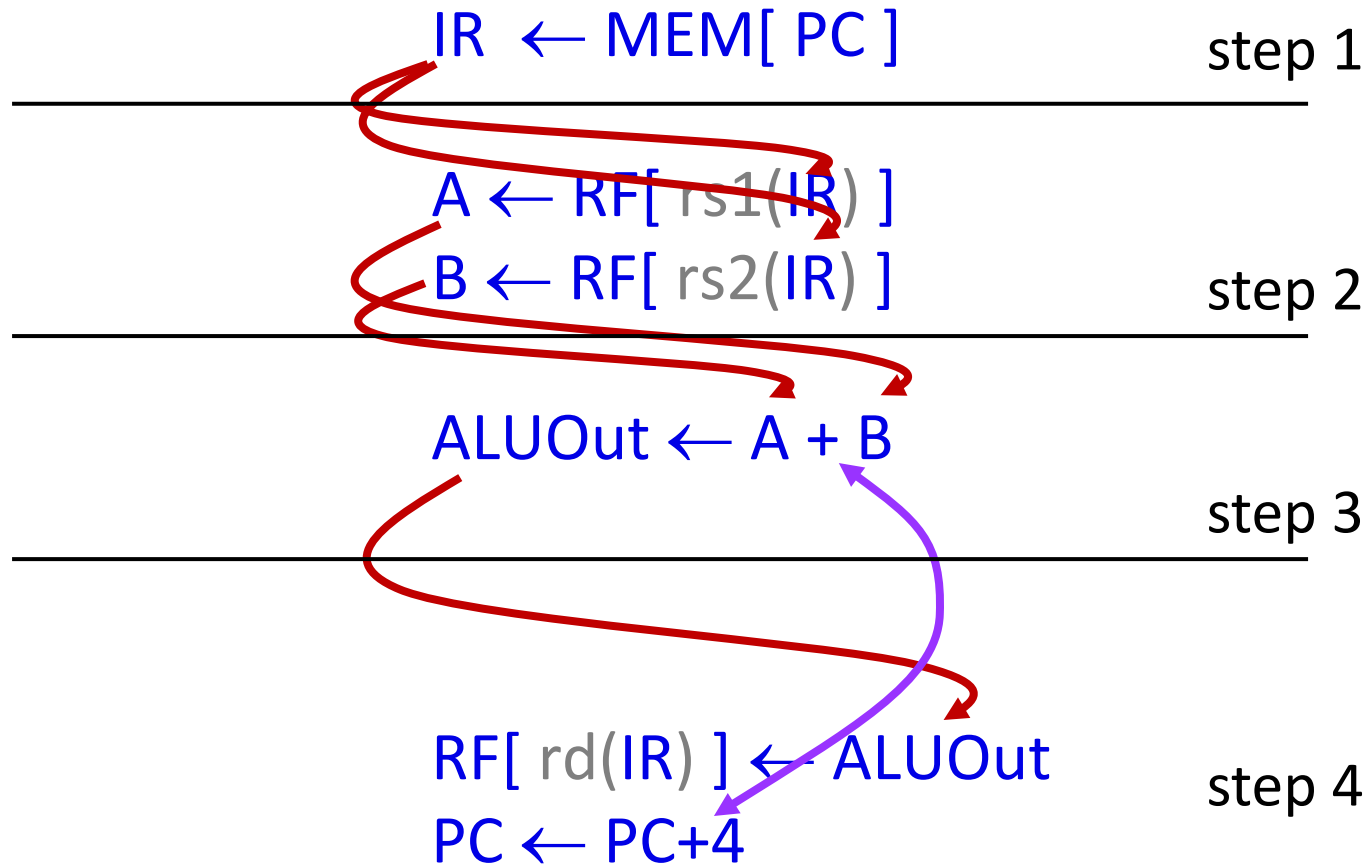 IR ← MEM[ PC ]
step 1
A ← RF[ rs1(IR) ]
B ← RF[ rs2(IR) ]
step 2
ALUOut ← A + B
step 3
RF[ rd(IR) ] ← ALUOut
step 4
PC ← PC+4